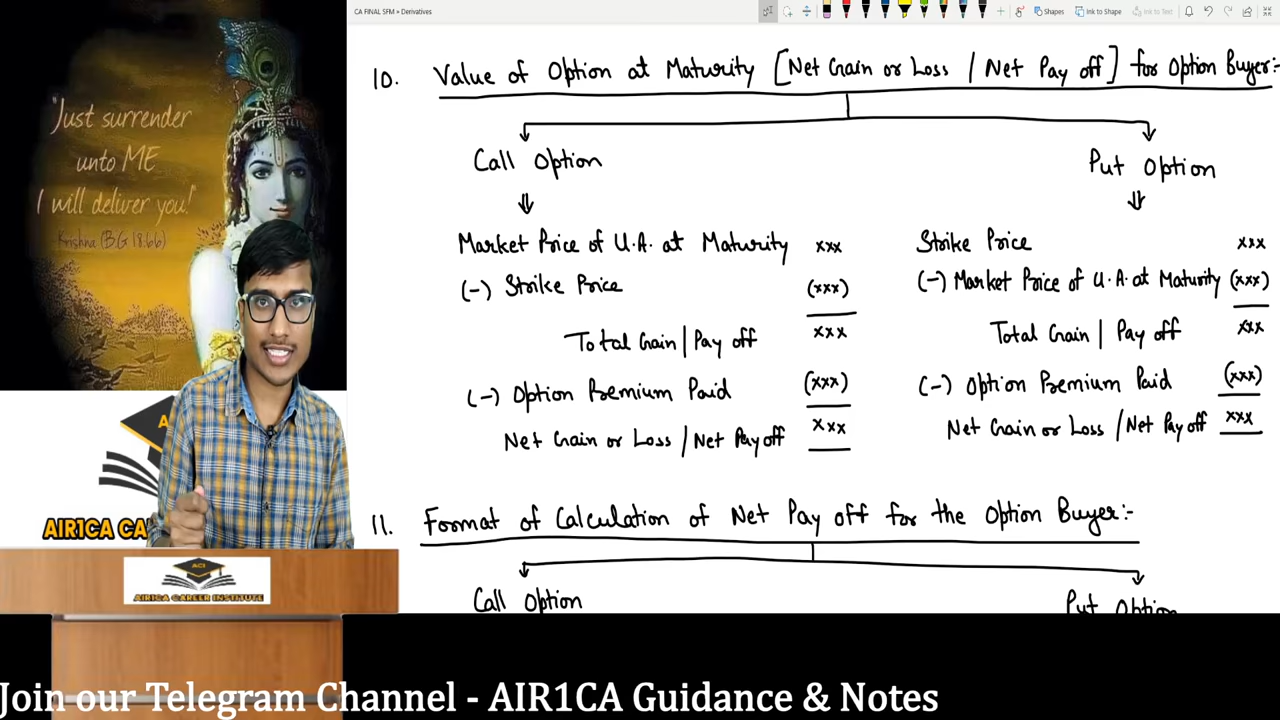 CA FINAL SFM » Derivatives
Shapes
Ink to Shape
Ink to Text
"Just surrender
unto ME
I will deliver you!"
Krishna (B.G 18:66)
10. Value of Option at Maturity [Net Gain or Loss / Net Pay off] for Option Buyer:-
Call Option
Market Price of U.A. at Maturity xxx
(-) Strike Price (xxx)
Total Gain | Pay off xxx
(-) Option Premium Paid (xxx)
Net Gain or Loss / Net Pay off xxx
Put Option
Strike Price xxx
(-) Market Price of U.A. at Maturity (xxx)
Total Gain | Pay off xxx
(-) Option Premium Paid (xxx)
Net Gain or Loss / Net Pay off xxx
11. Format of Calculation of Net Pay off for the Option Buyer:-
Call Option
Put Option
AIR1CA CA
ACI
AIR1CA CAREER INSTITUTE
Join our Telegram Channel - AIR1CA Guidance & Notes